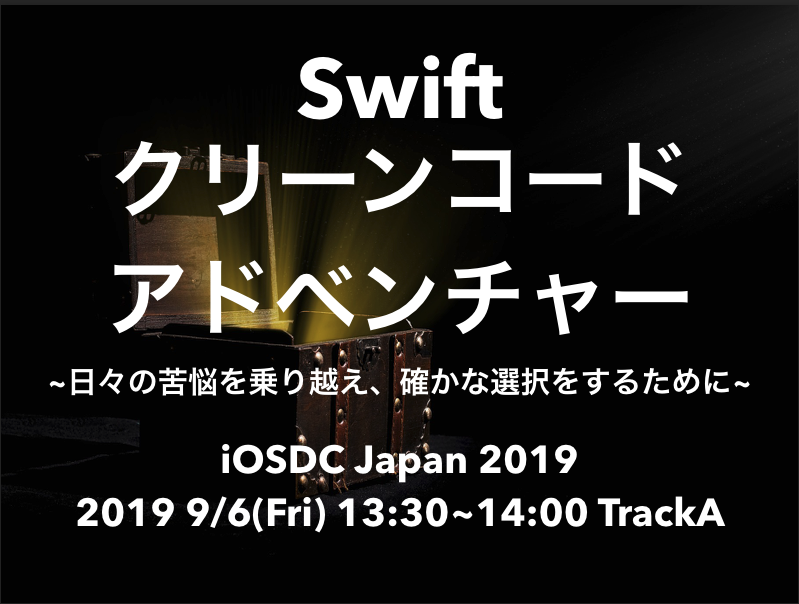 Swift
クリーンコード
アドベンチャー
~日々の苦悩を乗り越え、確かな選択をするために~
iOSDC Japan 2019
2019 9/6(Fri) 13:30~14:00 TrackA